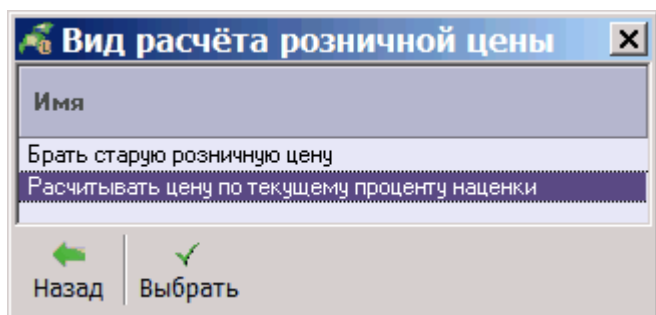 Вид расчёта розничной цены
Имя
Брать старую розничную цену
Расчитывать цену по текущему проценту наценки
Назад
Выбрать